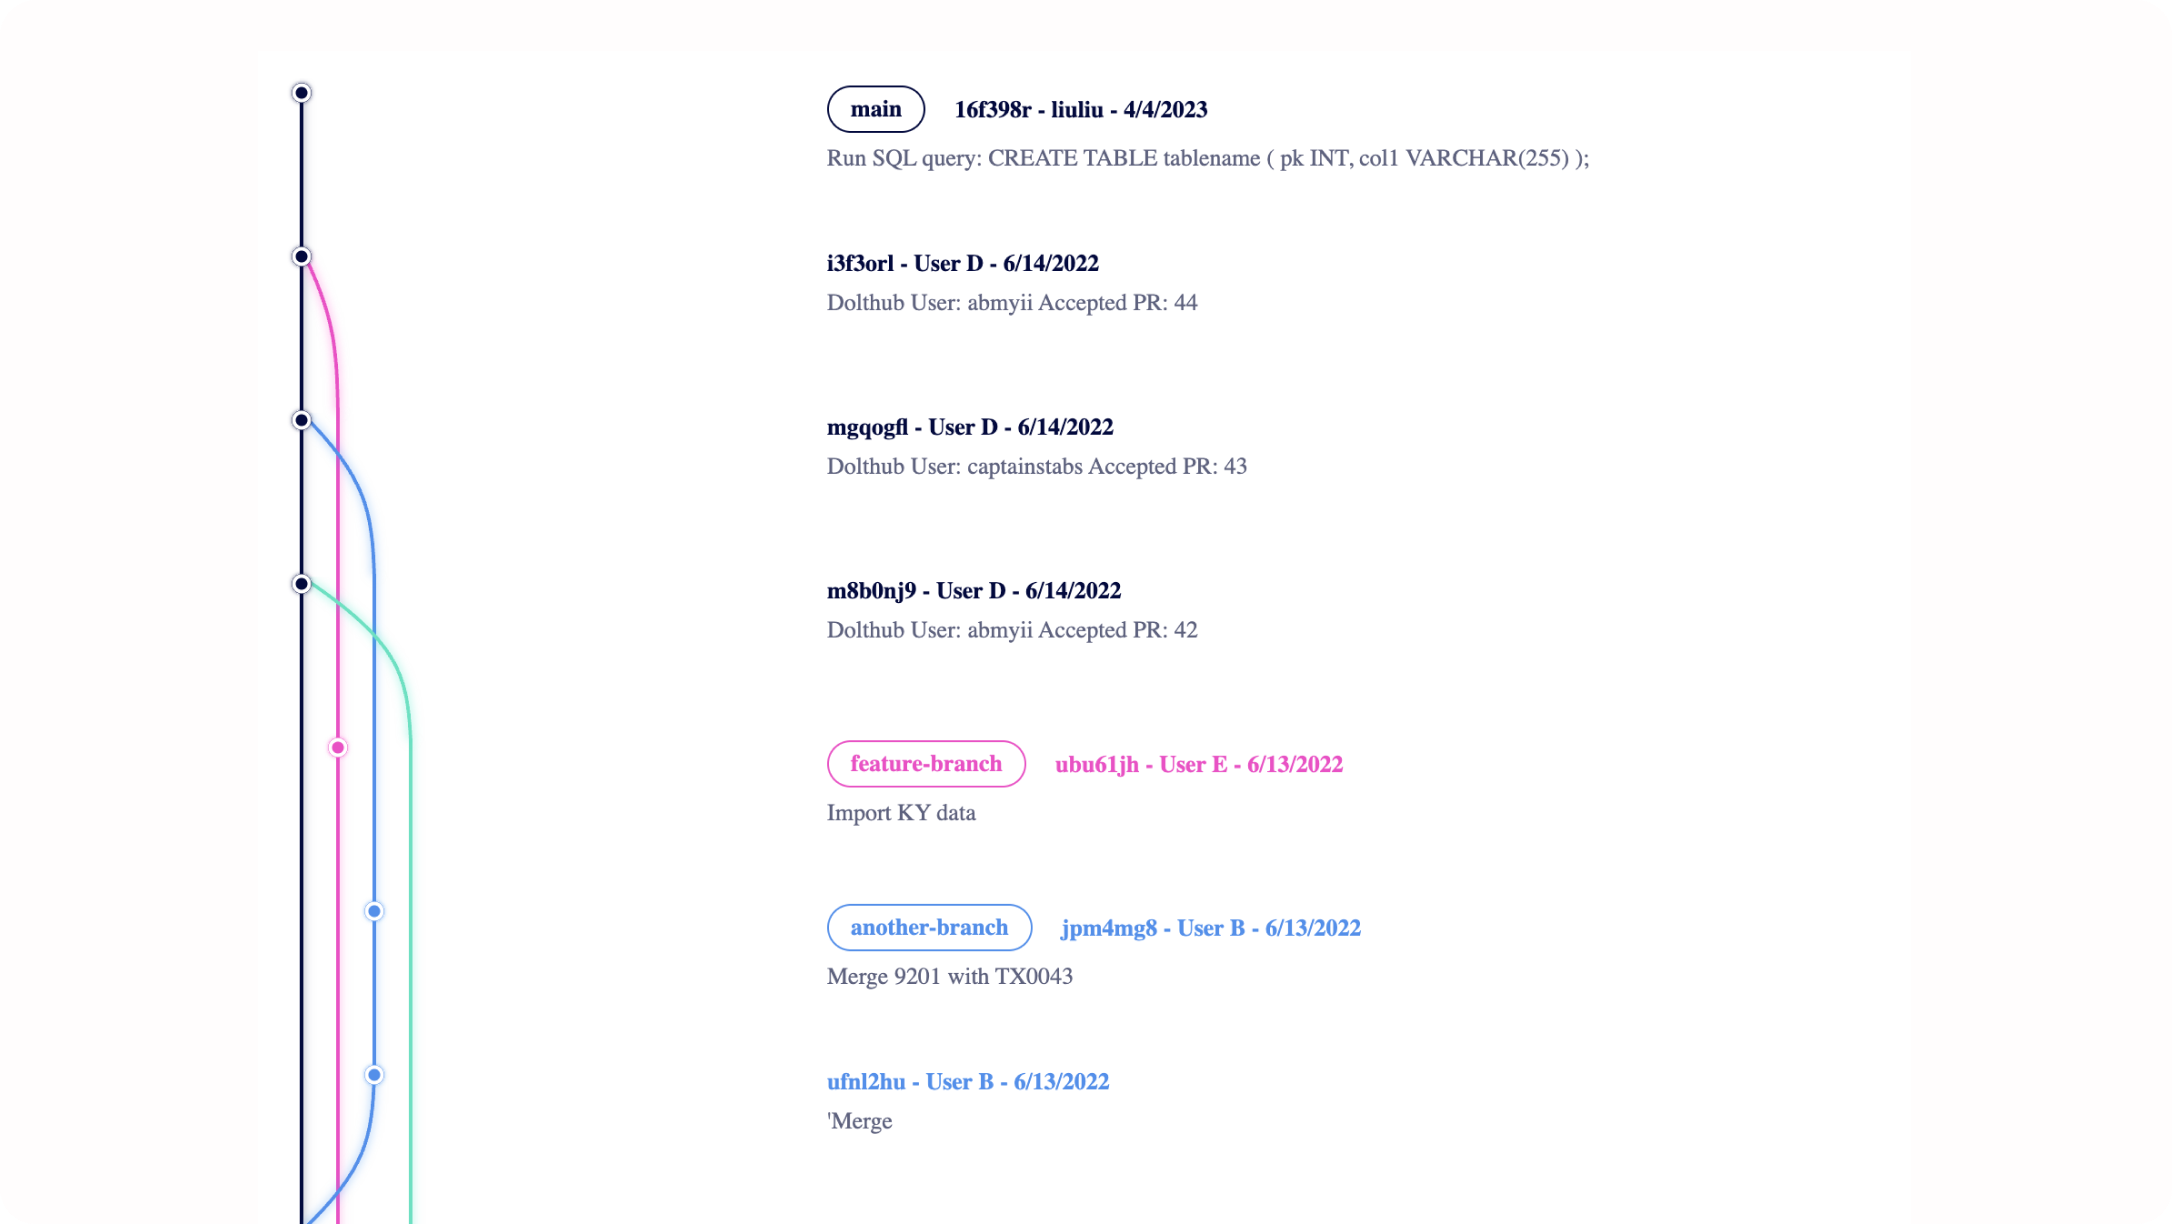 main 16f398r - liuliu - 4/4/2023
Run SQL query: CREATE TABLE tablename ( pk INT, col1 VARCHAR(255) );
i3f3orl - User D - 6/14/2022
Dolthub User: abmyii Accepted PR: 44
mgqogfl - User D - 6/14/2022
Dolthub User: captainstabs Accepted PR: 43
m8b0nj9 - User D - 6/14/2022
Dolthub User: abmyii Accepted PR: 42
feature-branch ubu61jh - User E - 6/13/2022
Import KY data
another-branch jpm4mg8 - User B - 6/13/2022
Merge 9201 with TX0043
ufnl2hu - User B - 6/13/2022
'Merge